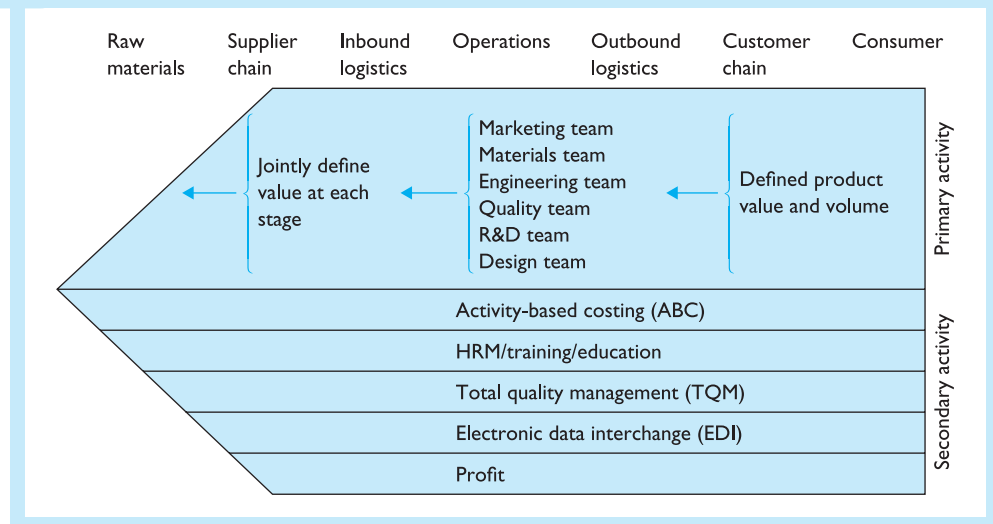 Raw
materials
Supplier
chain
Inbound
logistics
Operations
Outbound
logistics
Customer
chain
Consumer
Jointly define
value at each
stage
Marketing team
Materials team
Engineering team
Quality team
R&D team
Design team
Defined product
value and volume
Primary activity
Activity-based costing (ABC)
HRM/training/education
Total quality management (TQM)
Electronic data interchange (EDI)
Profit
Secondary activity